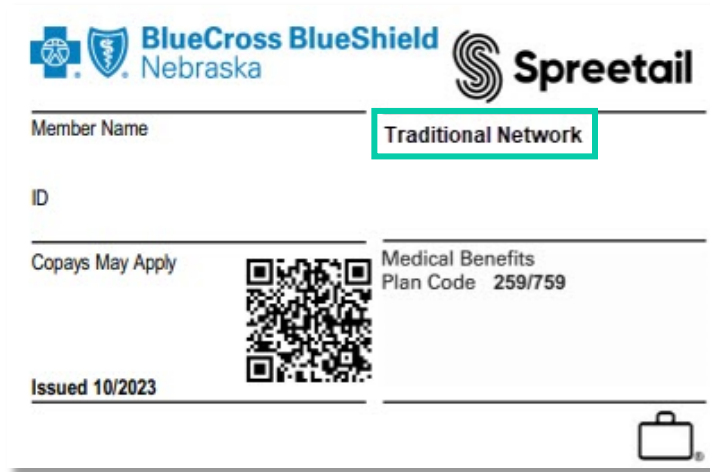 BlueCross BlueShield
Nebraska
Spreetail
Member Name
Traditional Network
ID
Copays May Apply
Medical Benefits
Plan Code 259/759
Issued 10/2023
®